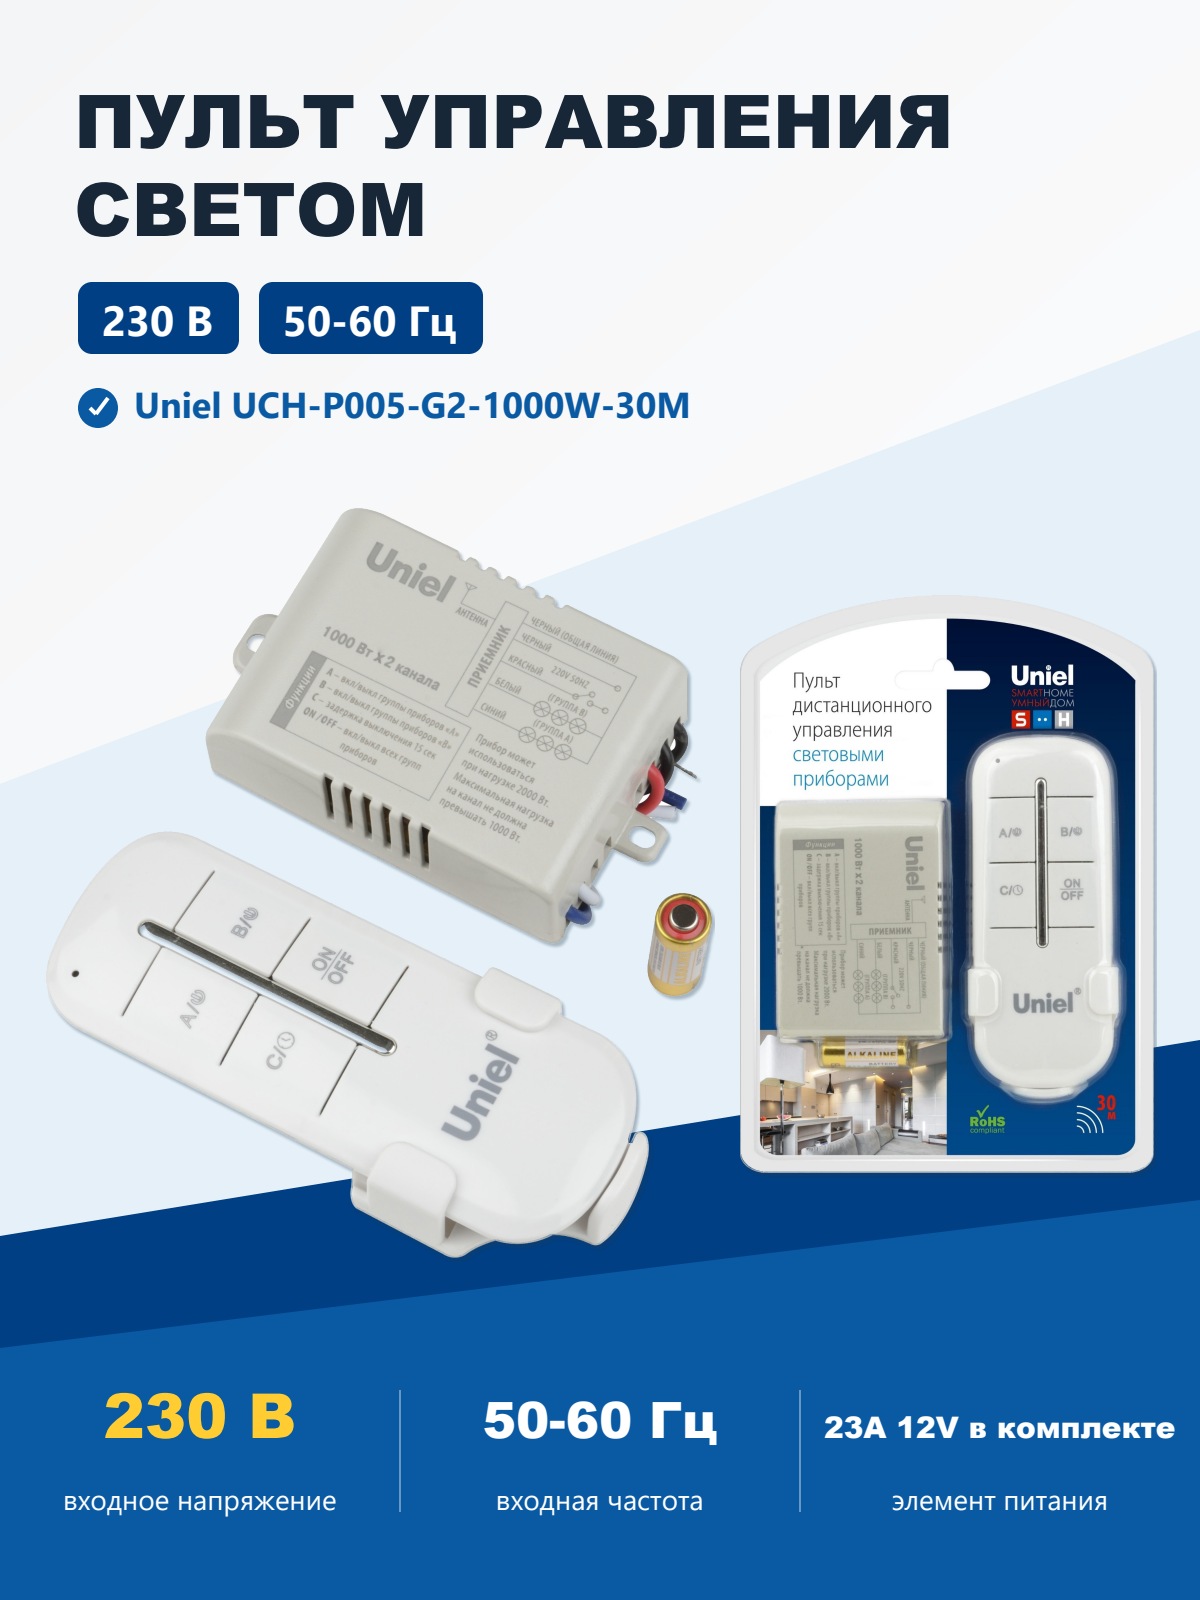 ПУЛЬТ УПРАВЛЕНИЯ
СВЕТОМ
230 В
50-60 Гц
Uniel UCH-P005-G2-1000W-30M
Uniel
АНТЕННА
ПРИЕМНИК
ЧЕРНЫЙ (ОБЩАЯ ЛИНИЯ)
ЧЕРНЫЙ
КРАСНЫЙ 220V 50HZ
БЕЛЫЙ (ГРУППА B)
СИНИЙ (ГРУППА A)
1000 Вт X 2 канала
Функции
A – вкл/выкл группы приборов «A»
B – вкл/выкл группы приборов «B»
C – задержка выключения 15 сек
ON / OFF – вкл/выкл всех групп
приборов
Прибор может
использоваться
при нагрузке 2000 Вт.
Максимальная нагрузка
на канал не должна
превышать 1000 Вт.
B/
ON
OFF
A/
C/
Uniel®
Пульт
дистанционного
управления
световыми
приборами
Uniel
SMARTHOME
УМНЫЙДОМ
S H
A/ B/
C/ ON
OFF
Uniel®
Uniel
АНТЕННА
ПРИЕМНИК
1000 Вт X 2 канала
Функции
ALKALINE
RoHS
compliant
30
М
230 В
входное напряжение
50-60 Гц
входная частота
23A 12V в комплекте
элемент питания